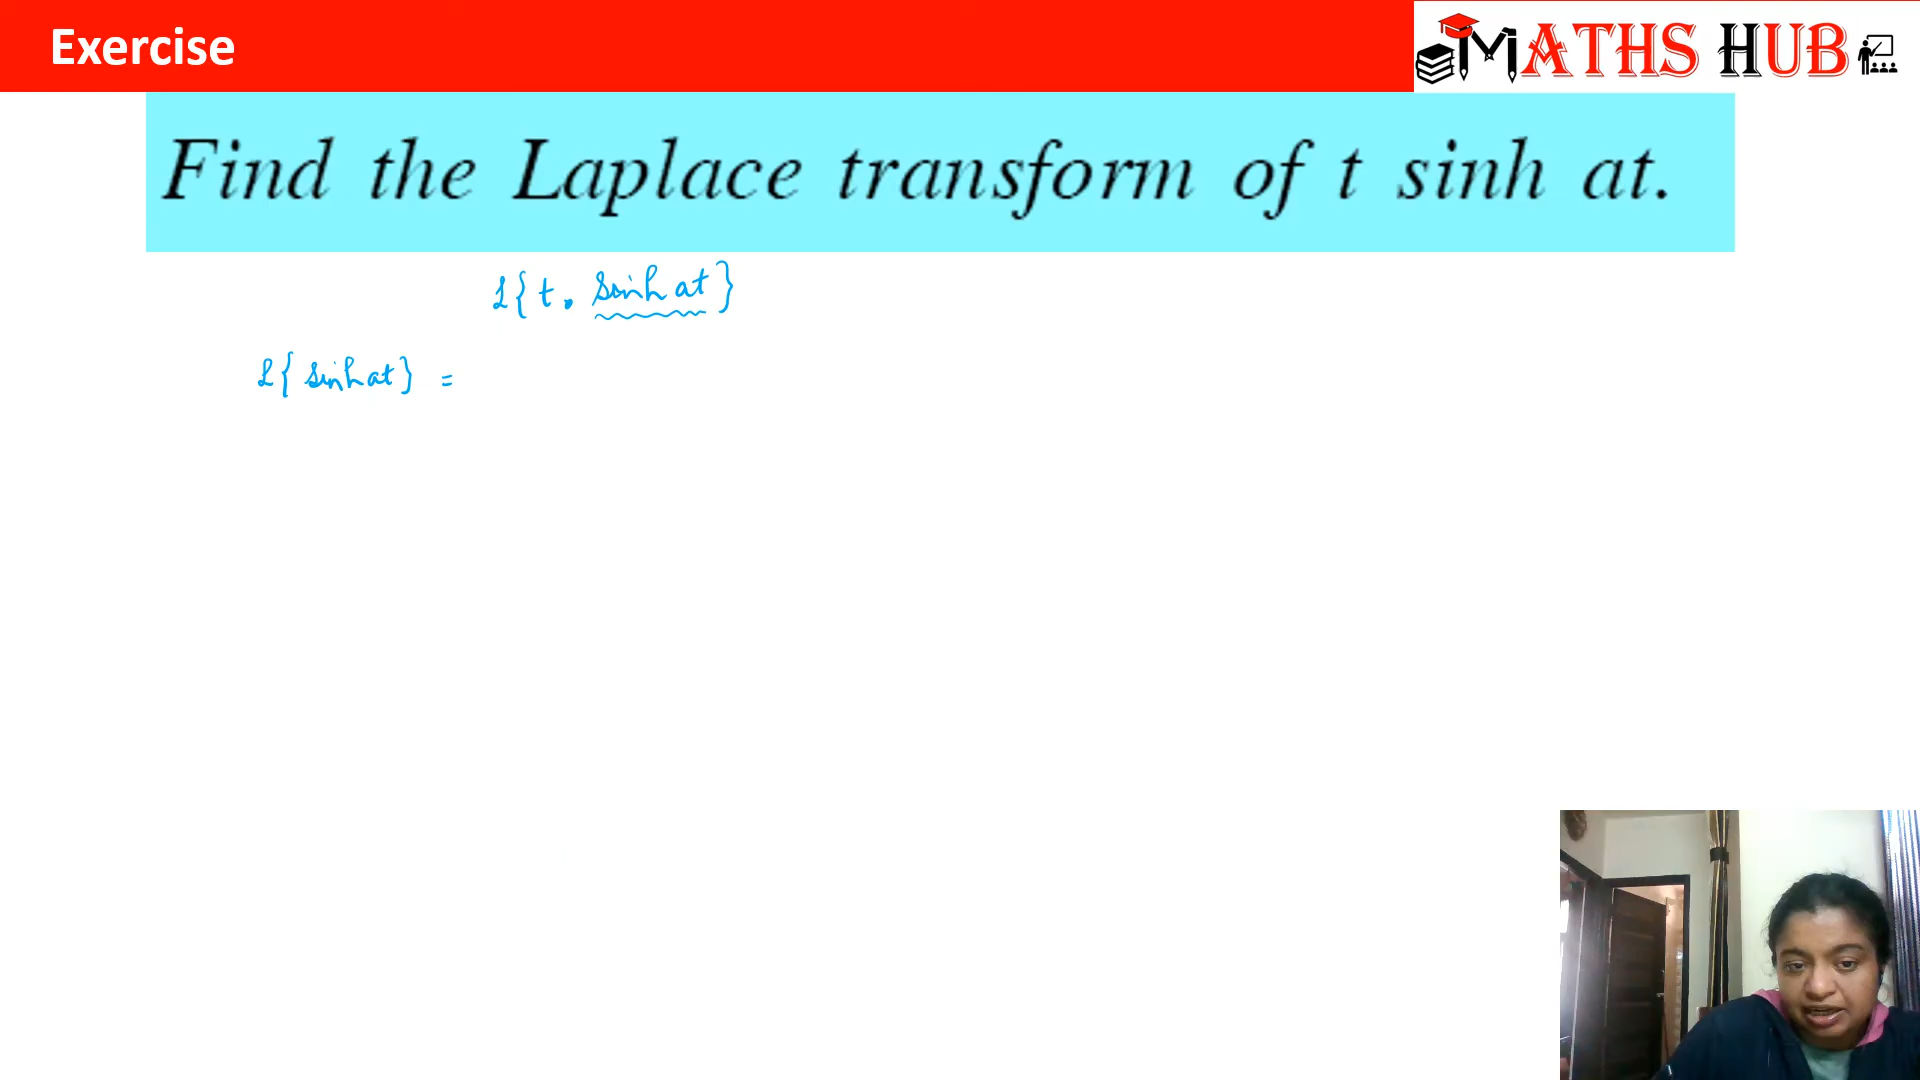 Exercise
MATHS HUB
Find the Laplace transform of t sinh at.
L{t. Sinh at}
L{sinh at} =